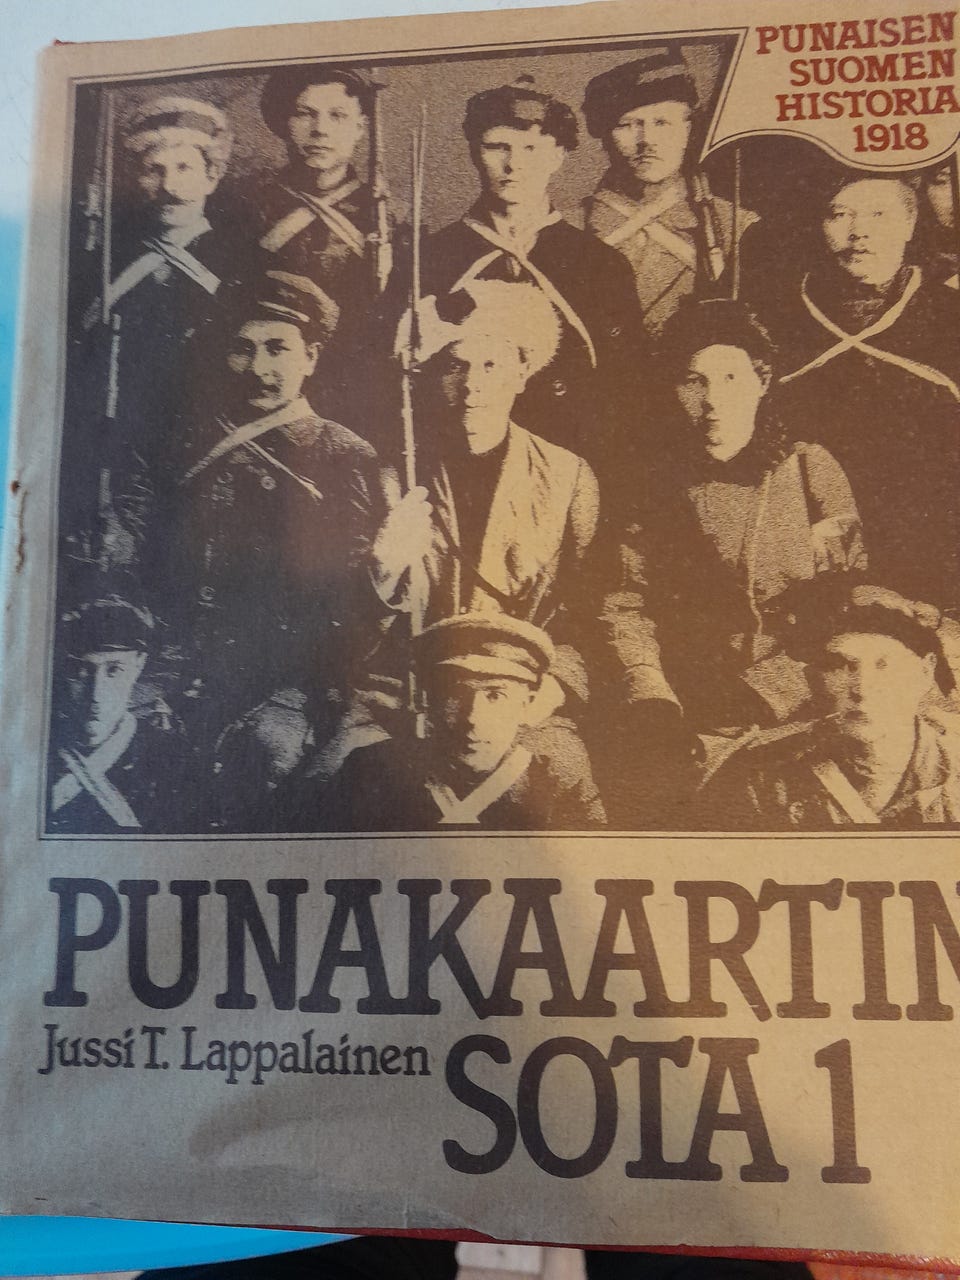 PUNAISEN
SUOMEN
HISTORIA
1918
PUNAKAARTIN
Jussi T. Lappalainen
SOTA 1